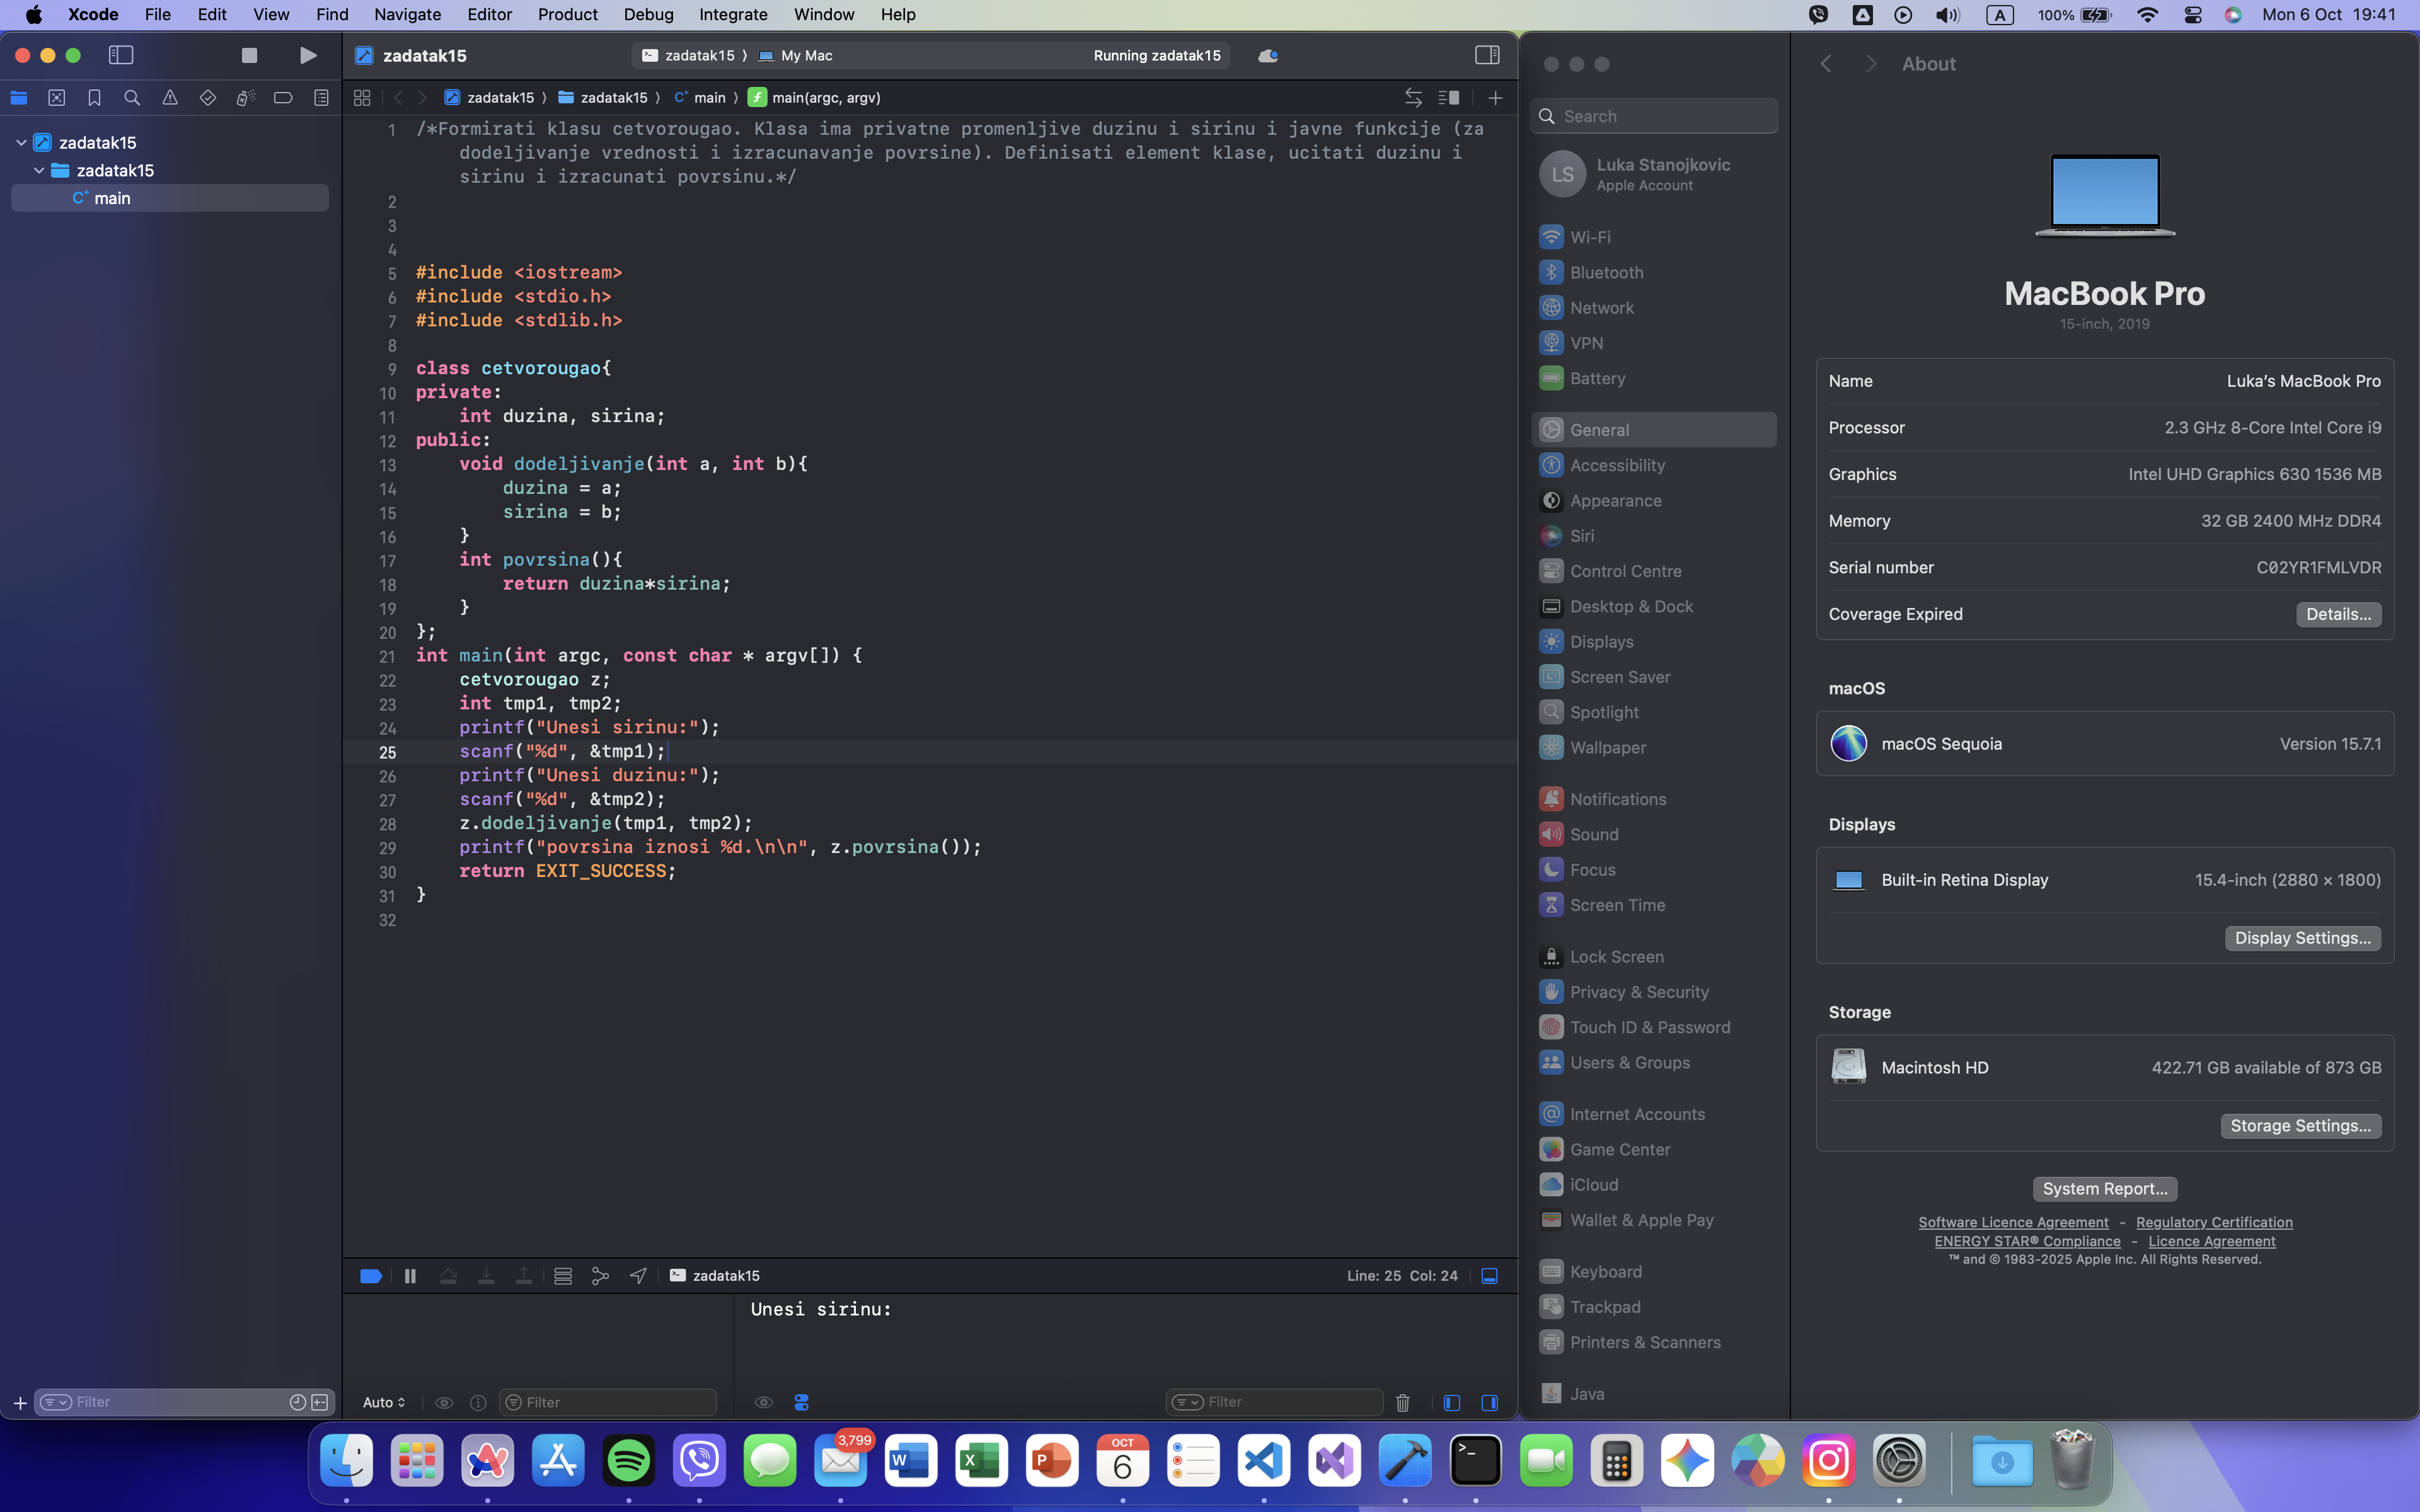 Xcode File Edit View Find Navigate Editor Product Debug Integrate Window Help
A 100% Mon 6 Oct 19:41
zadatak15
zadatak15 › My Mac
Running zadatak15
zadatak15 › zadatak15 › C+ main › f main(argc, argv)
zadatak15
zadatak15
C+ main
1 /*Formirati klasu cetvorougao. Klasa ima privatne promenljive duzinu i sirinu i javne funkcije (za
dodeljivanje vrednosti i izracunavanje povrsine). Definisati element klase, ucitati duzinu i
sirinu i izracunati povrsinu.*/
2
3
4
5 #include <iostream>
6 #include <stdio.h>
7 #include <stdlib.h>
8
9 class cetvorougao{
10 private:
11     int duzina, sirina;
12 public:
13     void dodeljivanje(int a, int b){
14         duzina = a;
15         sirina = b;
16     }
17     int povrsina(){
18         return duzina*sirina;
19     }
20 };
21 int main(int argc, const char * argv[]) {
22     cetvorougao z;
23     int tmp1, tmp2;
24     printf("Unesi sirinu:");
25     scanf("%d", &tmp1);
26     printf("Unesi duzinu:");
27     scanf("%d", &tmp2);
28     z.dodeljivanje(tmp1, tmp2);
29     printf("povrsina iznosi %d.\n\n", z.povrsina());
30     return EXIT_SUCCESS;
31 }
32
zadatak15
Line: 25 Col: 24
Unesi sirinu:
Filter
Auto
Filter
Filter
Search
LS
Luka Stanojkovic
Apple Account
Wi-Fi
Bluetooth
Network
VPN
Battery
General
Accessibility
Appearance
Siri
Control Centre
Desktop & Dock
Displays
Screen Saver
Spotlight
Wallpaper
Notifications
Sound
Focus
Screen Time
Lock Screen
Privacy & Security
Touch ID & Password
Users & Groups
Internet Accounts
Game Center
iCloud
Wallet & Apple Pay
Keyboard
Trackpad
Printers & Scanners
Java
About
MacBook Pro
15-inch, 2019
Name Luka’s MacBook Pro
Processor 2.3 GHz 8-Core Intel Core i9
Graphics Intel UHD Graphics 630 1536 MB
Memory 32 GB 2400 MHz DDR4
Serial number C02YR1FMLVDR
Coverage Expired Details...
macOS
macOS Sequoia Version 15.7.1
Displays
Built-in Retina Display 15.4-inch (2880 × 1800)
Display Settings...
Storage
Macintosh HD 422.71 GB available of 873 GB
Storage Settings...
System Report...
Software Licence Agreement - Regulatory Certification
ENERGY STAR® Compliance - Licence Agreement
™ and © 1983-2025 Apple Inc. All Rights Reserved.
3,799
W
X
P
OCT
6